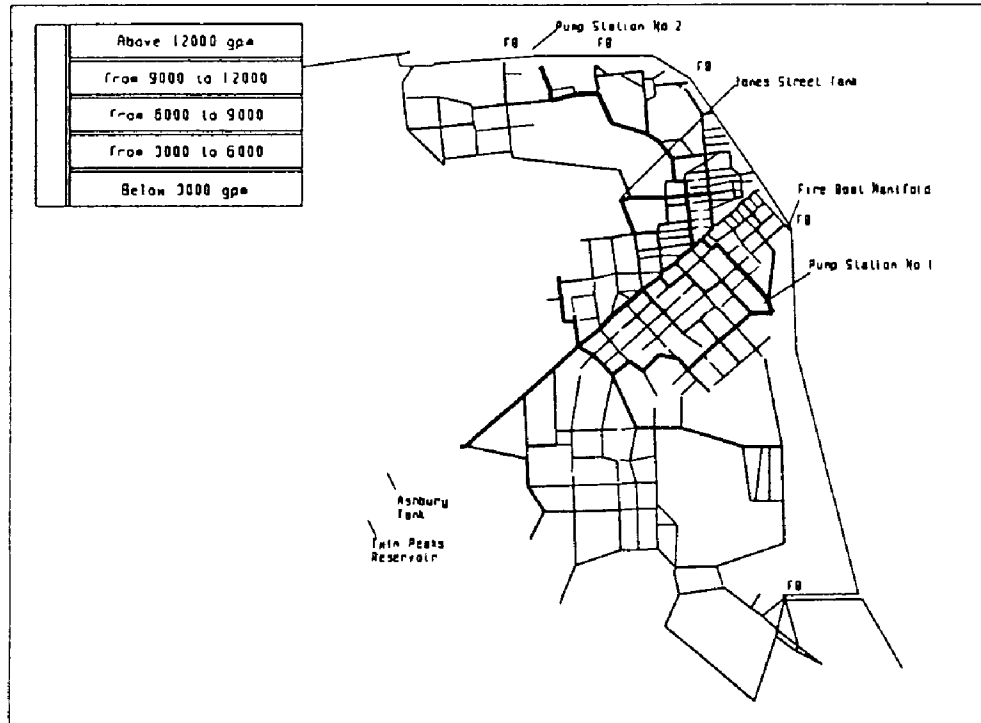 Above 12000 gpm
from 9000 to 12000
from 6000 to 9000
from 3000 to 6000
Below 3000 gpm
Pump Station No 2
FB
FB
FB
Jones Street Tank
Fire Boat Manifold
FB
Pump Station No 1
Ashbury
Tank
Twin Peaks
Reservoir
FB